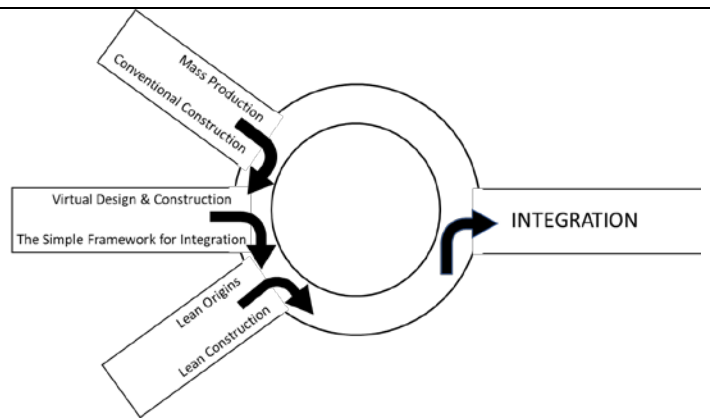 Mass Production
Conventional Construction
Virtual Design & Construction
The Simple Framework for Integration
Lean Origins
Lean Construction
INTEGRATION